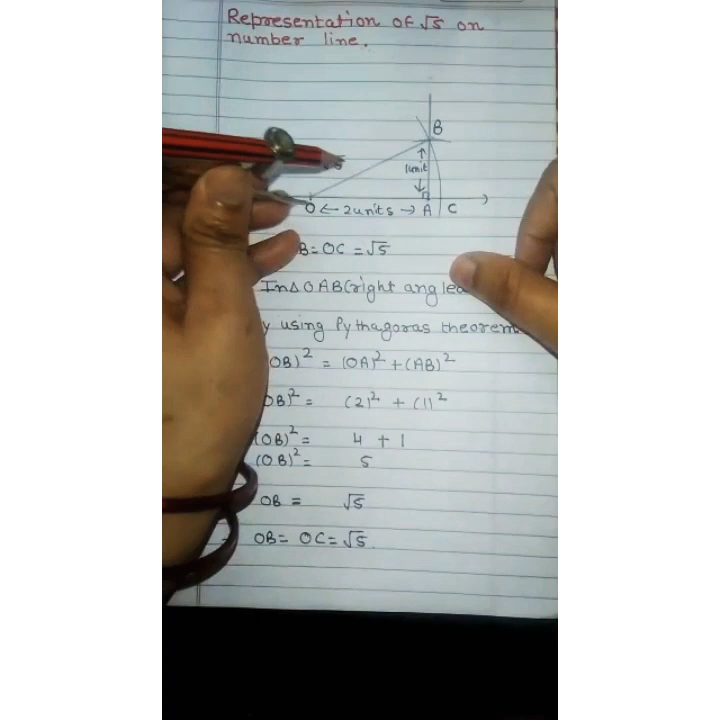 Representation of √5 on
number line.
B
1unit
O ← 2units → A C
B=OC = √5
In△ OAB(right angled
y using Pythagoras theorem
OB)² = (OA)² +(AB)²
OB)² = (2)² + (1)²
(OB)² = 4 + 1
(OB)² = 5
OB = √5
OB= OC=√5